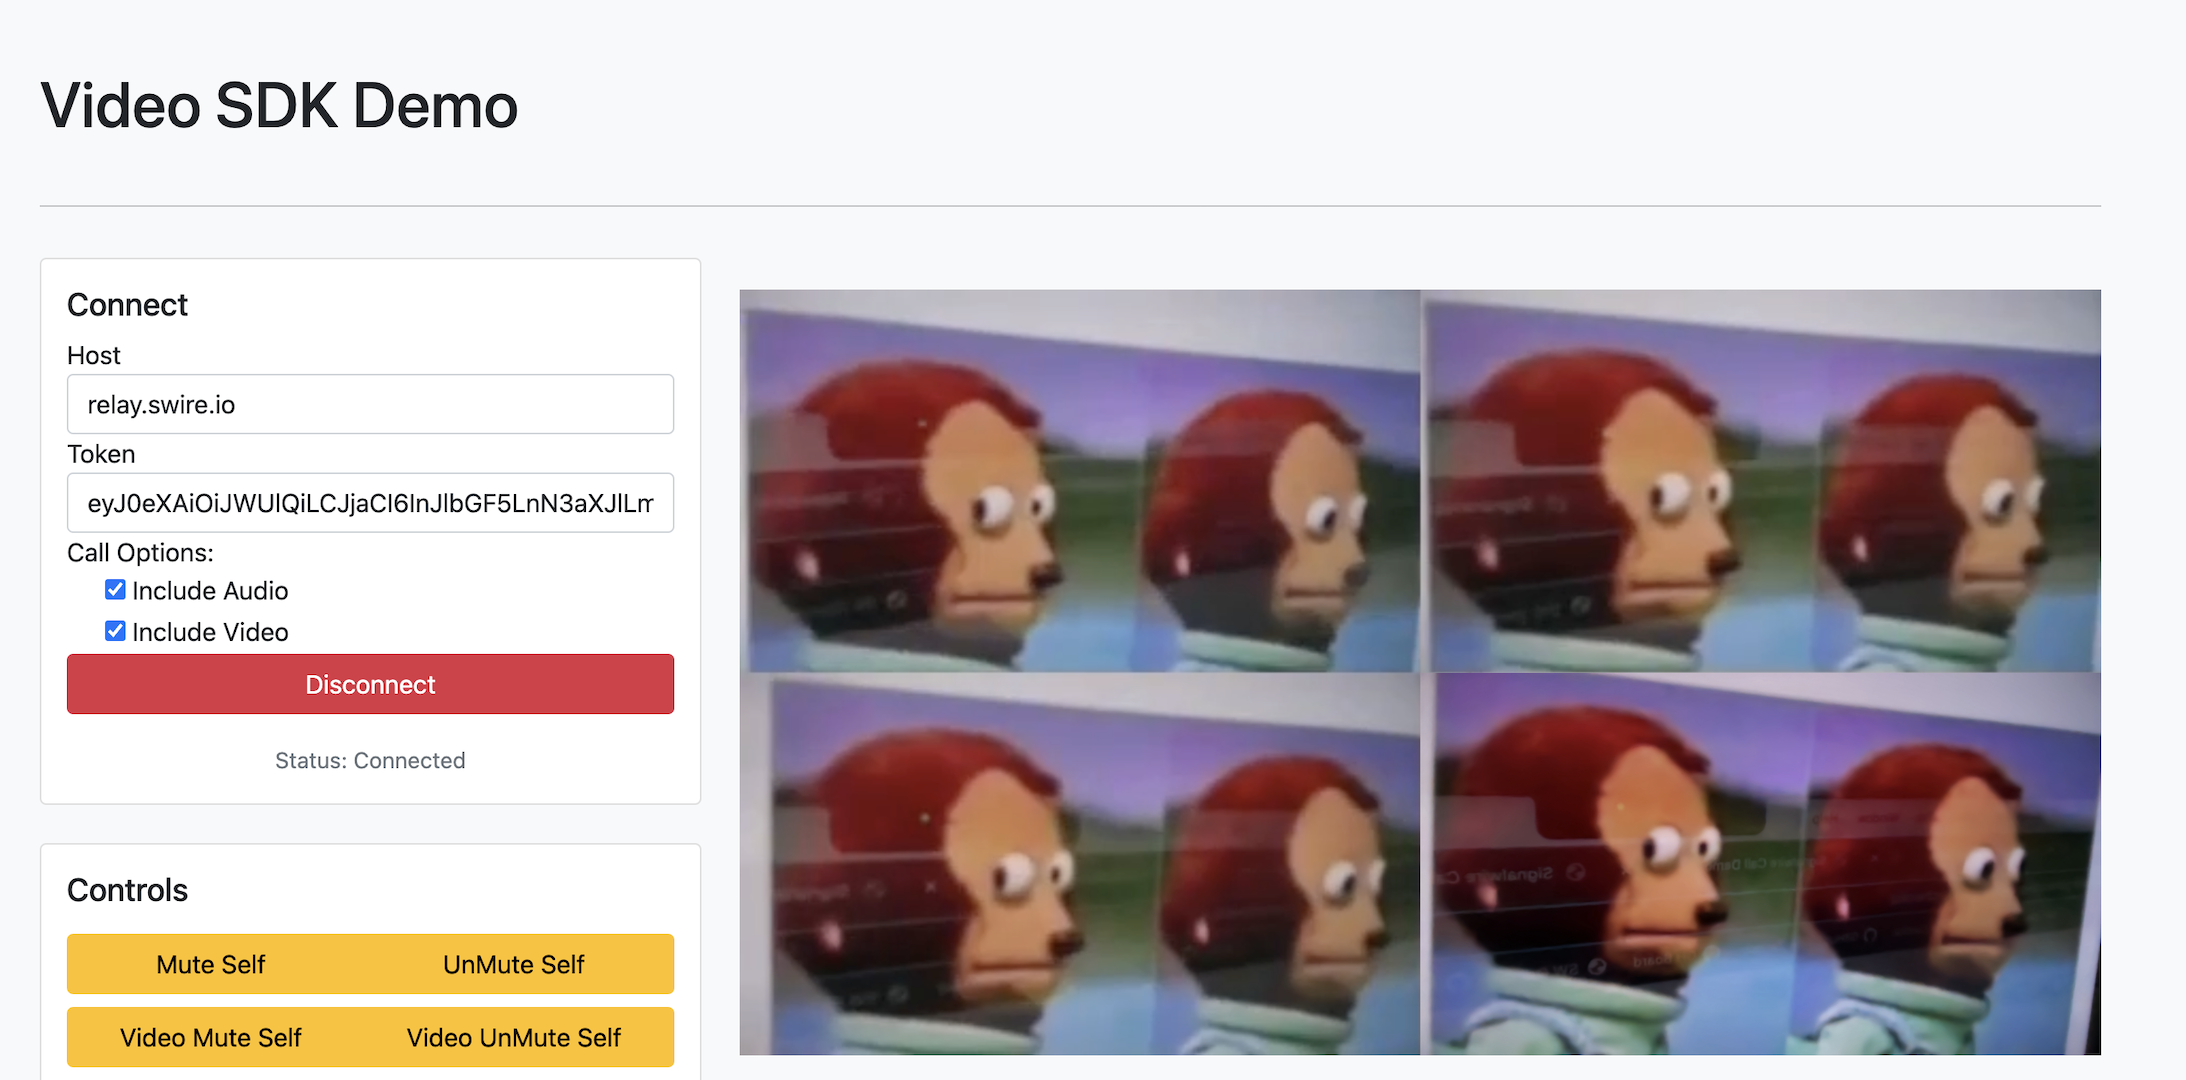 Video SDK Demo
Connect
Host
relay.swire.io
Token
eyJ0eXAiOiJWUlQiLCJjaCI6InJlbGF5LnN3aXJlLm
Call Options:
Include Audio
Include Video
Disconnect
Status: Connected
Controls
Mute Self
UnMute Self
Video Mute Self
Video UnMute Self